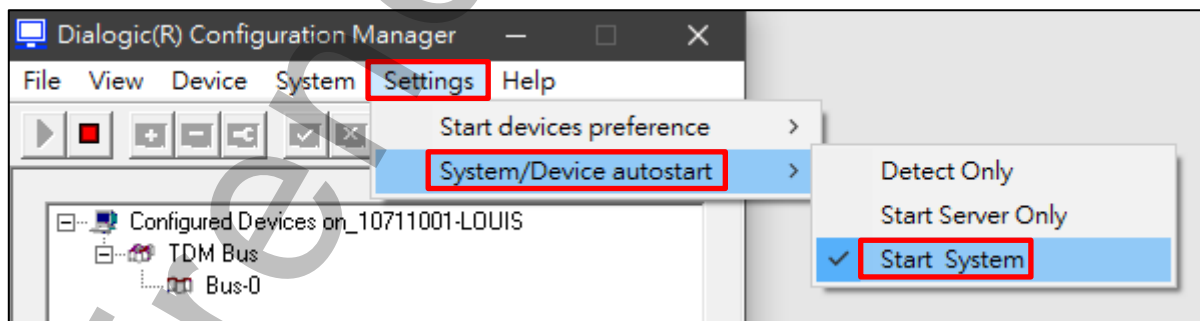 Dialogic(R) Configuration Manager
File View Device System Settings Help
Start devices preference
System/Device autostart
Detect Only
Start Server Only
Start System
Configured Devices on_10711001-LOUIS
TDM Bus
Bus-0